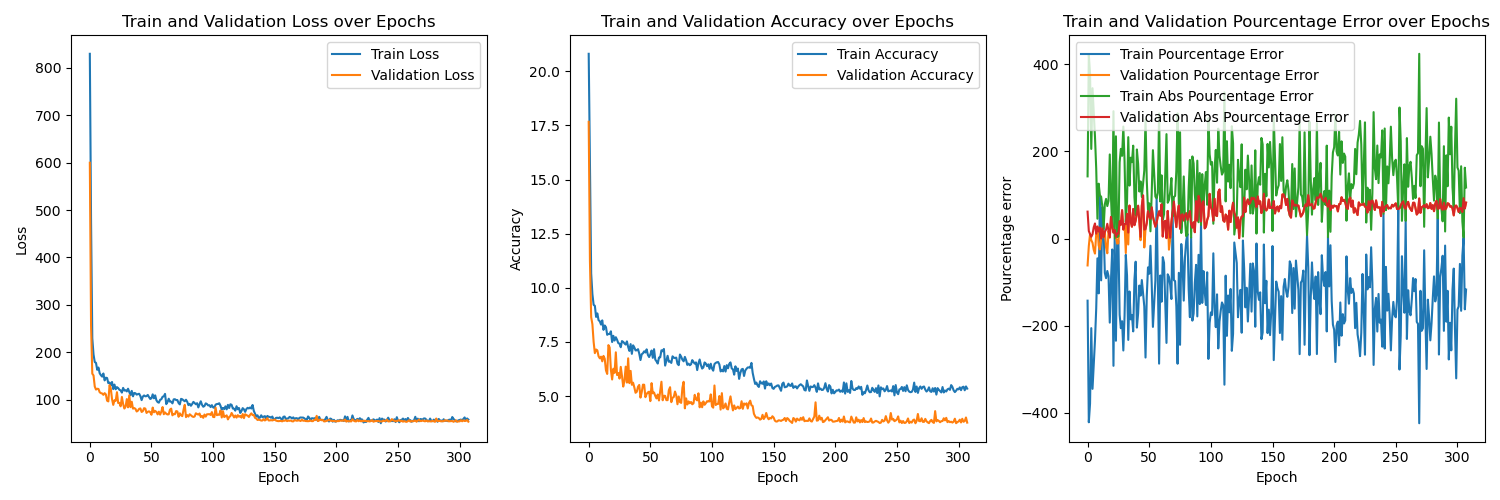 Train and Validation Loss over Epochs
Train Loss
Validation Loss
800
700
600
500
400
300
200
100
Loss
0 50 100 150 200 250 300
Epoch
Train and Validation Accuracy over Epochs
Train Accuracy
Validation Accuracy
20.0
17.5
15.0
12.5
10.0
7.5
5.0
Accuracy
0 50 100 150 200 250 300
Epoch
Train and Validation Pourcentage Error over Epochs
Train Pourcentage Error
Validation Pourcentage Error
Train Abs Pourcentage Error
Validation Abs Pourcentage Error
400
200
0
−200
−400
Pourcentage error
0 50 100 150 200 250 300
Epoch